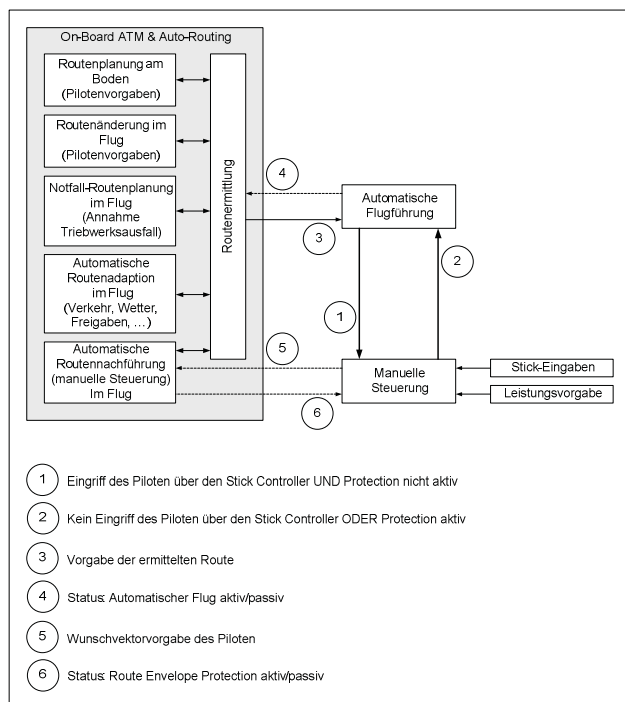 On-Board ATM & Auto-Routing
Routenplanung am
Boden
(Pilotenvorgaben)
Routenänderung im
Flug
(Pilotenvorgaben)
Notfall-Routenplanung
im Flug
(Annahme
Triebwerksausfall)
Automatische
Routenadaption
im Flug
(Verkehr, Wetter,
Freigaben, ...)
Automatische
Routennachführung
(manuelle Steuerung)
Im Flug
Routenermittlung
4
3
Automatische
Flugführung
2
1
5
6
Manuelle
Steuerung
Stick-Eingaben
Leistungsvorgabe
1 Eingriff des Piloten über den Stick Controller UND Protection nicht aktiv
2 Kein Eingriff des Piloten über den Stick Controller ODER Protection aktiv
3 Vorgabe der ermittelten Route
4 Status: Automatischer Flug aktiv/passiv
5 Wunschvektorvorgabe des Piloten
6 Status: Route Envelope Protection aktiv/passiv